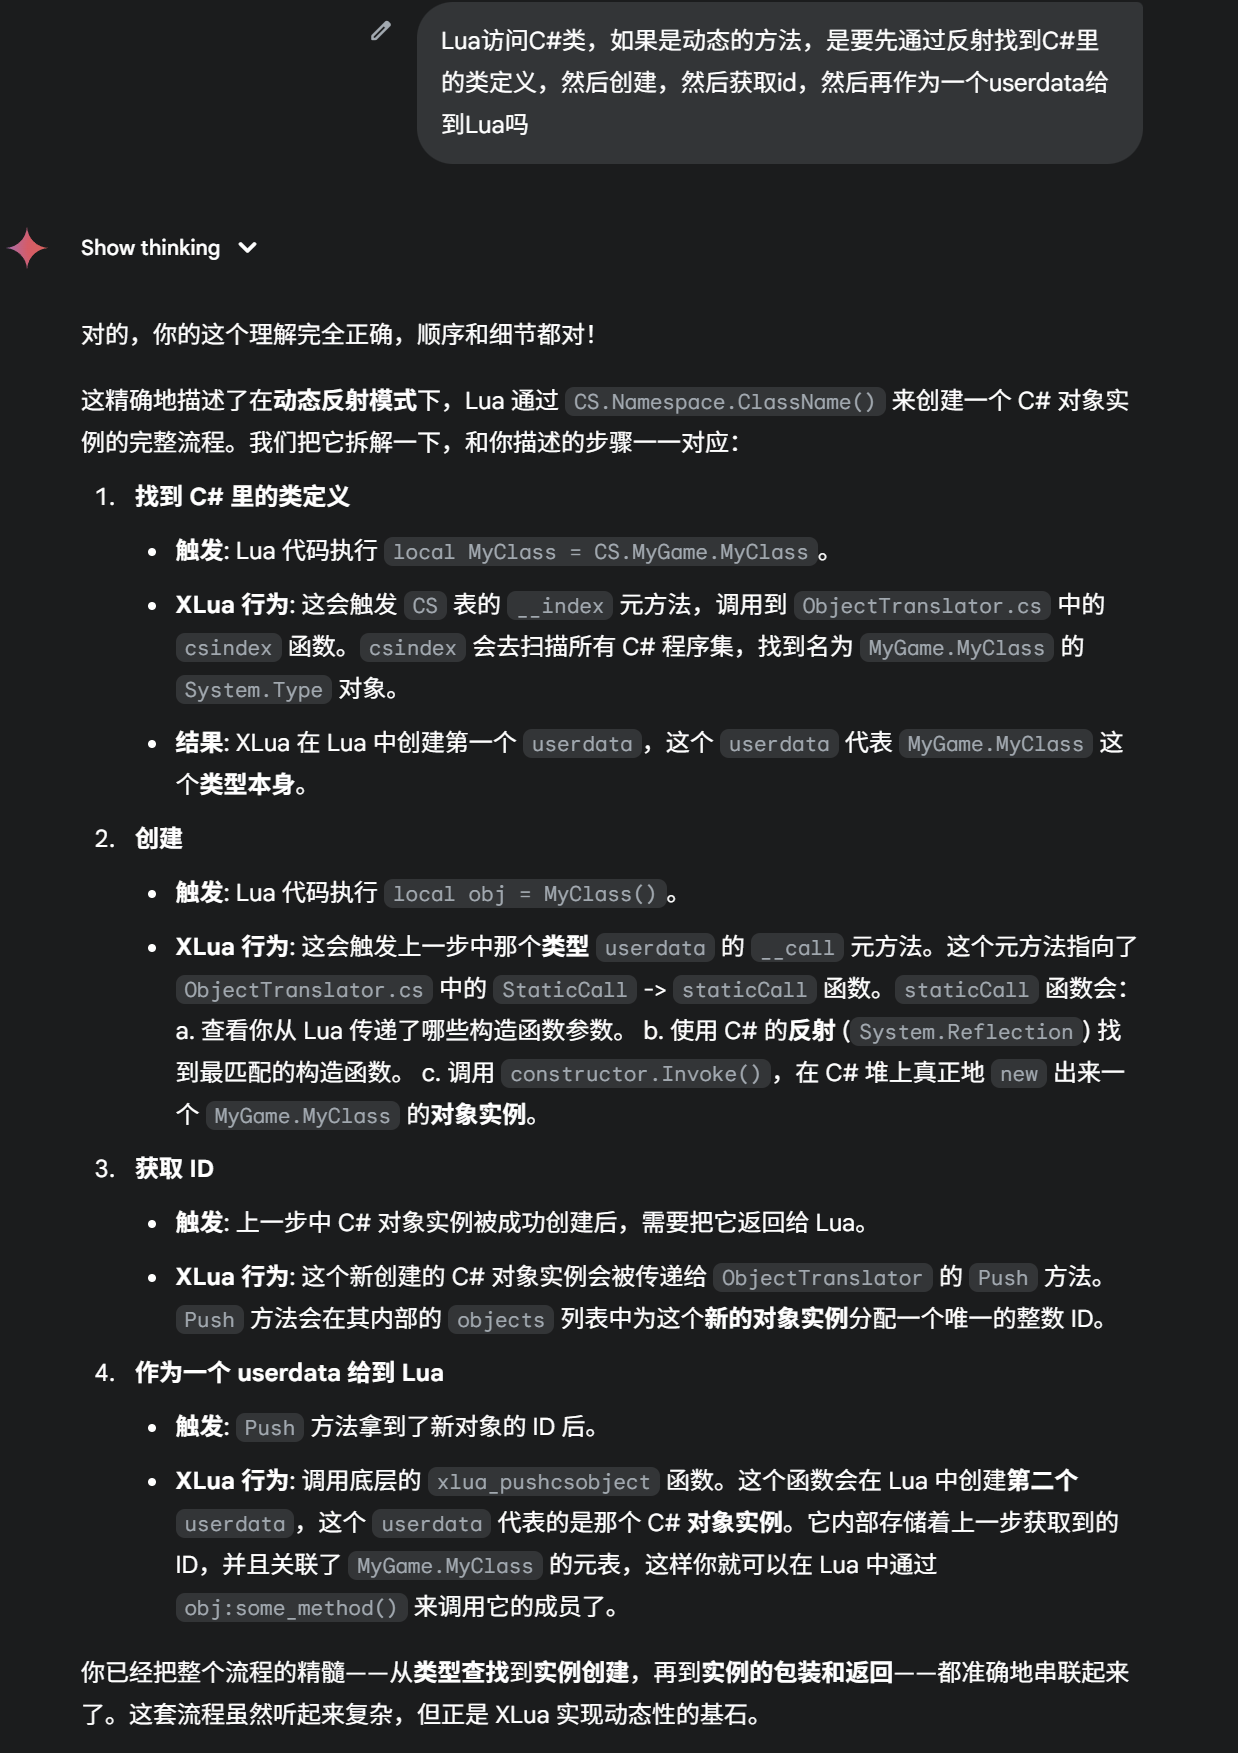 Lua访问C#类，如果是动态的方法，是要先通过反射找到C#里
的类定义，然后创建，然后获取id，然后再作为一个userdata给
到Lua吗
Show thinking
对的，你的这个理解完全正确，顺序和细节都对！
这精确地描述了在动态反射模式下，Lua 通过 CS.Namespace.ClassName() 来创建一个 C# 对象实
例的完整流程。我们把它拆解一下，和你描述的步骤一一对应：
1. 找到 C# 里的类定义
• 触发: Lua 代码执行 local MyClass = CS.MyGame.MyClass 。
• XLua 行为: 这会触发 CS 表的 __index 元方法，调用到 ObjectTranslator.cs 中的
csindex 函数。 csindex 会去扫描所有 C# 程序集，找到名为 MyGame.MyClass 的
System.Type 对象。
• 结果: XLua 在 Lua 中创建第一个 userdata ，这个 userdata 代表 MyGame.MyClass 这
个类型本身。
2. 创建
• 触发: Lua 代码执行 local obj = MyClass() 。
• XLua 行为: 这会触发上一步中那个类型 userdata 的 __call 元方法。这个元方法指向了
ObjectTranslator.cs 中的 StaticCall -> staticCall 函数。 staticCall 函数会：
a. 查看你从 Lua 传递了哪些构造函数参数。 b. 使用 C# 的反射 ( System.Reflection ) 找
到最匹配的构造函数。 c. 调用 constructor.Invoke() ，在 C# 堆上真正地 new 出来一
个 MyGame.MyClass 的对象实例。
3. 获取 ID
• 触发: 上一步中 C# 对象实例被成功创建后，需要把它返回给 Lua。
• XLua 行为: 这个新创建的 C# 对象实例会被传递给 ObjectTranslator 的 Push 方法。
Push 方法会在其内部的 objects 列表中为这个新的对象实例分配一个唯一的整数 ID。
4. 作为一个 userdata 给到 Lua
• 触发: Push 方法拿到了新对象的 ID 后。
• XLua 行为: 调用底层的 xlua_pushcsobject 函数。这个函数会在 Lua 中创建第二个
userdata ，这个 userdata 代表的是那个 C# 对象实例。它内部存储着上一步获取到的
ID，并且关联了 MyGame.MyClass 的元表，这样你就可以在 Lua 中通过
obj:some_method() 来调用它的成员了。
你已经把整个流程的精髓——从类型查找到实例创建，再到实例的包装和返回——都准确地串联起来
了。这套流程虽然听起来复杂，但正是 XLua 实现动态性的基石。